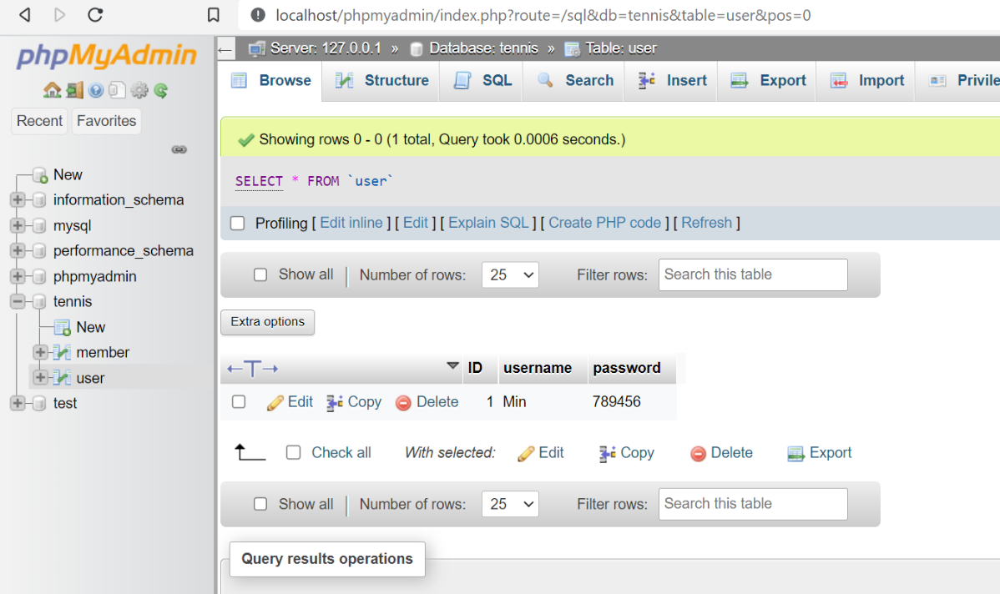 localhost/phpmyadmin/index.php?route=/sql&db=tennis&table=user&pos=0
phpMyAdmin
Recent Favorites
New
information_schema
mysql
performance_schema
phpmyadmin
tennis
New
member
user
test
Server: 127.0.0.1 » Database: tennis » Table: user
Browse Structure SQL Search Insert Export Import Privile
Showing rows 0 - 0 (1 total, Query took 0.0006 seconds.)
SELECT * FROM `user`
Profiling [ Edit inline ] [ Edit ] [ Explain SQL ] [ Create PHP code ] [ Refresh ]
Show all Number of rows: 25 Filter rows: Search this table
Extra options
←T→ ID username password
Edit Copy Delete 1 Min 789456
Check all With selected: Edit Copy Delete Export
Show all Number of rows: 25 Filter rows: Search this table
Query results operations